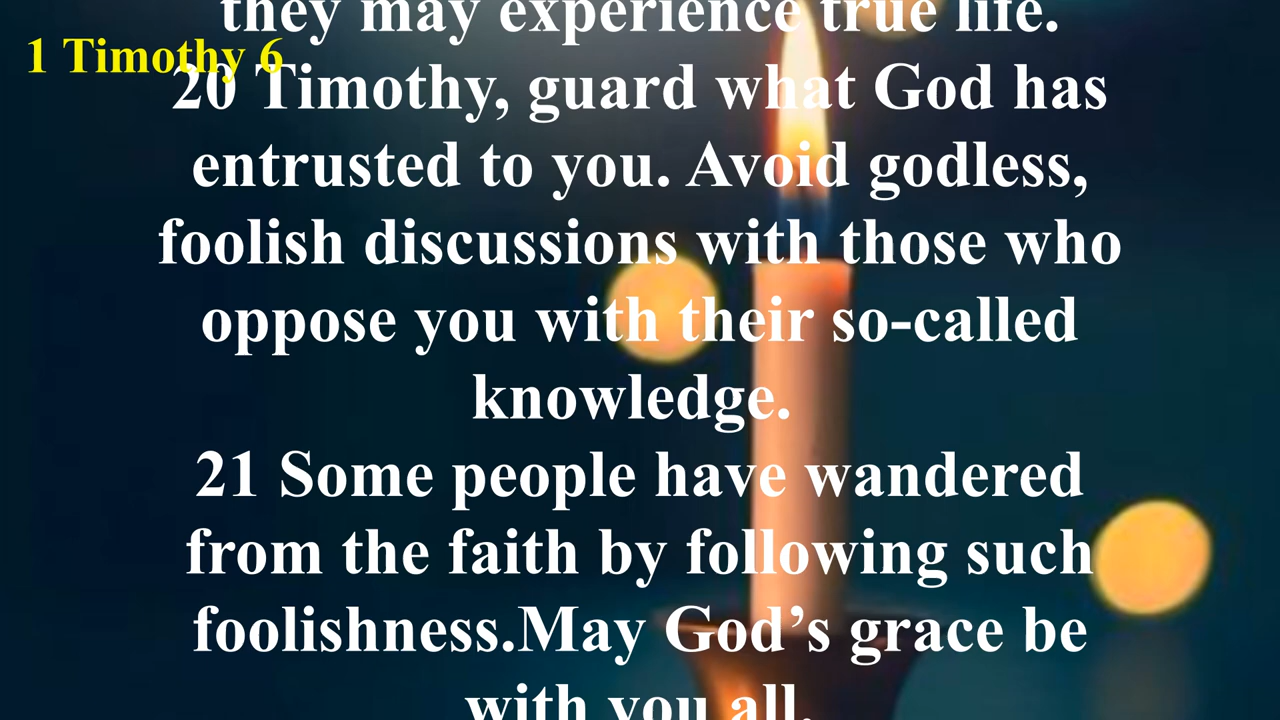 they may experience true life.
1 Timothy 6
20 Timothy, guard what God has
entrusted to you. Avoid godless,
foolish discussions with those who
oppose you with their so-called
knowledge.
21 Some people have wandered
from the faith by following such
foolishness.May God’s grace be
with you all.